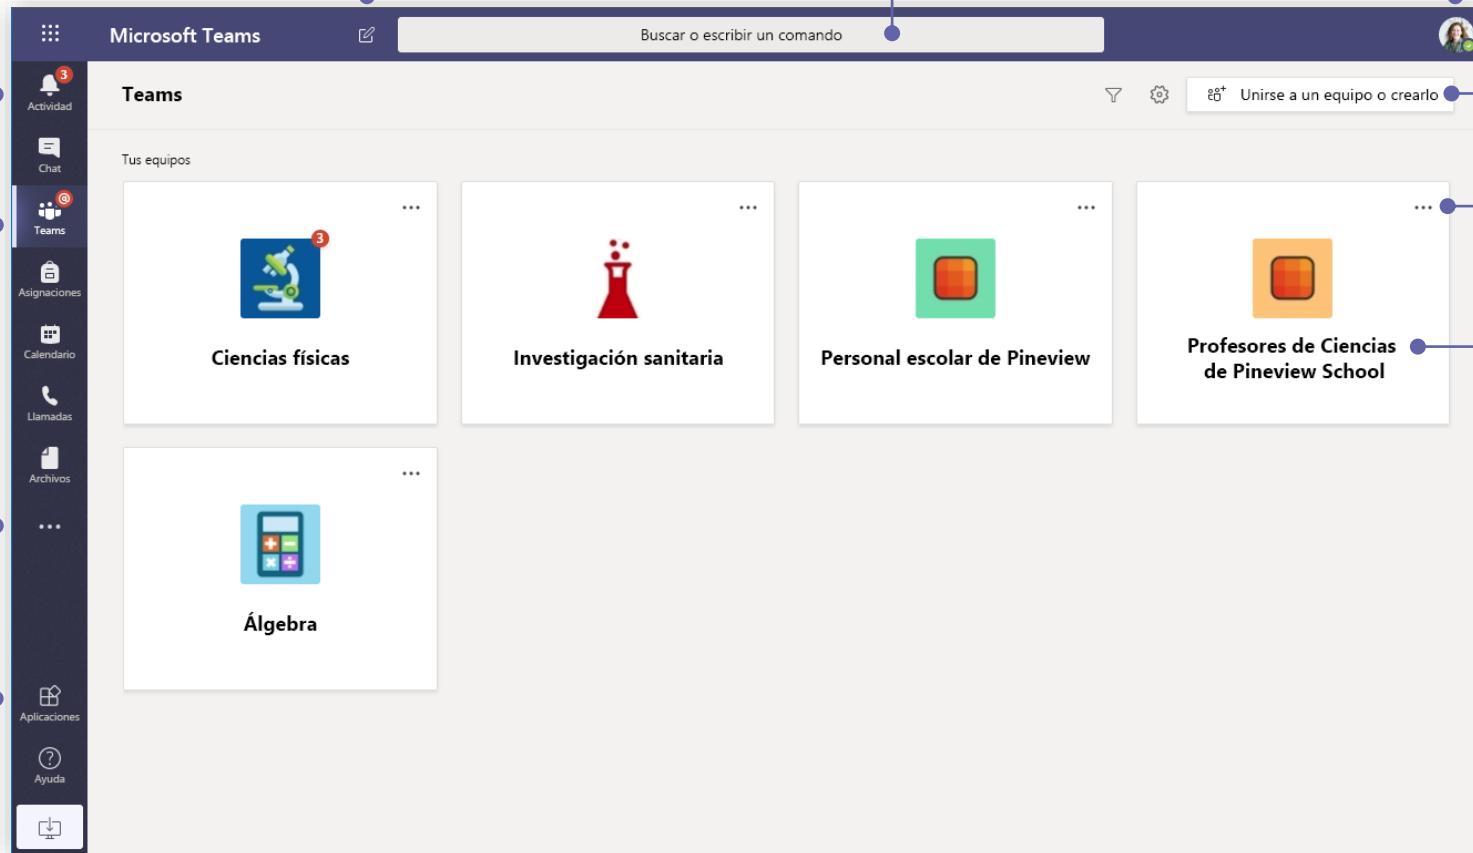 Microsoft Teams
Buscar o escribir un comando
3
Actividad
Chat
@
Teams
Asignaciones
Calendario
Llamadas
Archivos
Aplicaciones
Ayuda
Teams
Unirse a un equipo o crearlo
Tus equipos
3
Ciencias físicas
Investigación sanitaria
Personal escolar de Pineview
Profesores de Ciencias
de Pineview School
Álgebra